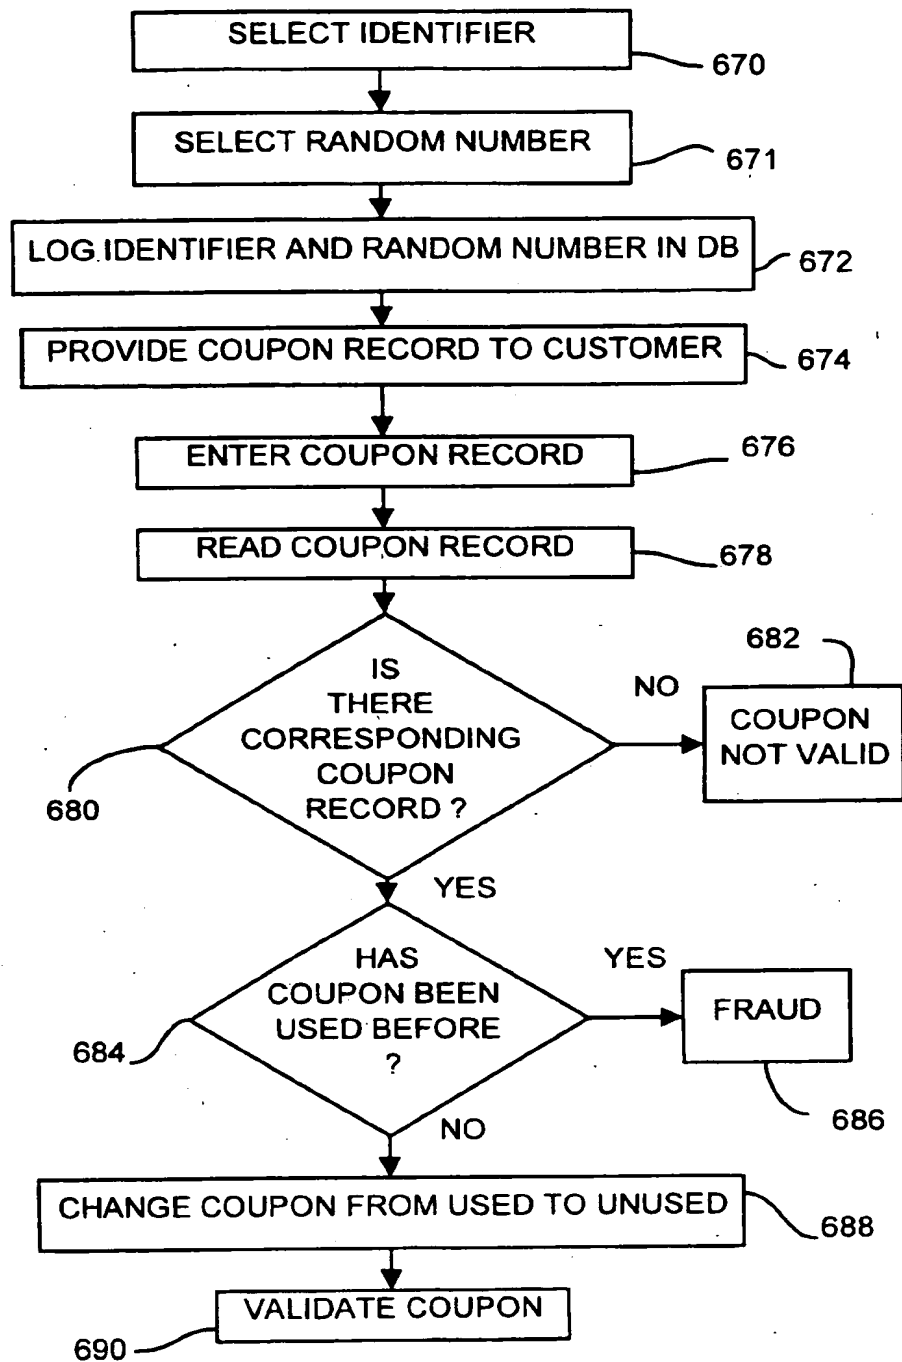 SELECT IDENTIFIER
670
SELECT RANDOM NUMBER
671
LOG IDENTIFIER AND RANDOM NUMBER IN DB
672
PROVIDE COUPON RECORD TO CUSTOMER
674
ENTER COUPON RECORD
676
READ COUPON RECORD
678
IS
THERE
CORRESPONDING
COUPON
RECORD ?
680
NO
682
COUPON
NOT VALID
YES
HAS
COUPON BEEN
USED BEFORE
?
684
YES
FRAUD
686
NO
CHANGE COUPON FROM USED TO UNUSED
688
VALIDATE COUPON
690